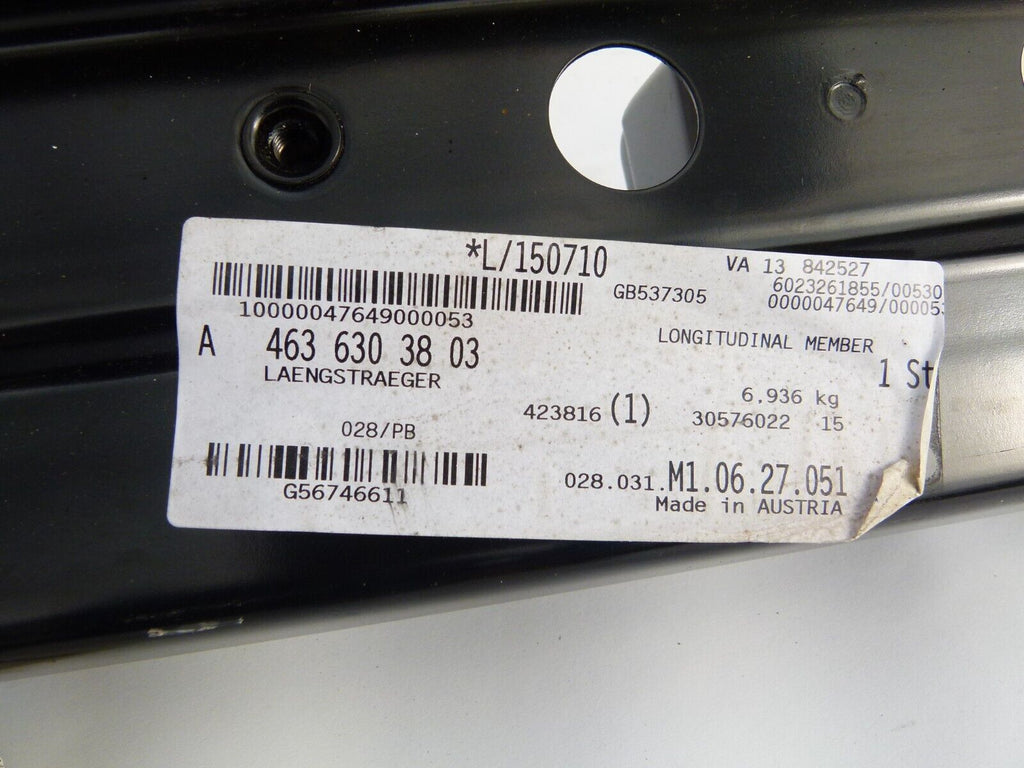 *L/150710
VA 13 842527
GB537305
6023261855/00530
0000047649/00005
10000047649000053
A 463 630 38 03
LONGITUDINAL MEMBER
LAENGSTRAEGER
1 St
6.936 kg
423816 (1)
30576022 15
028/PB
G56746611
028.031.M1.06.27.051
Made in AUSTRIA